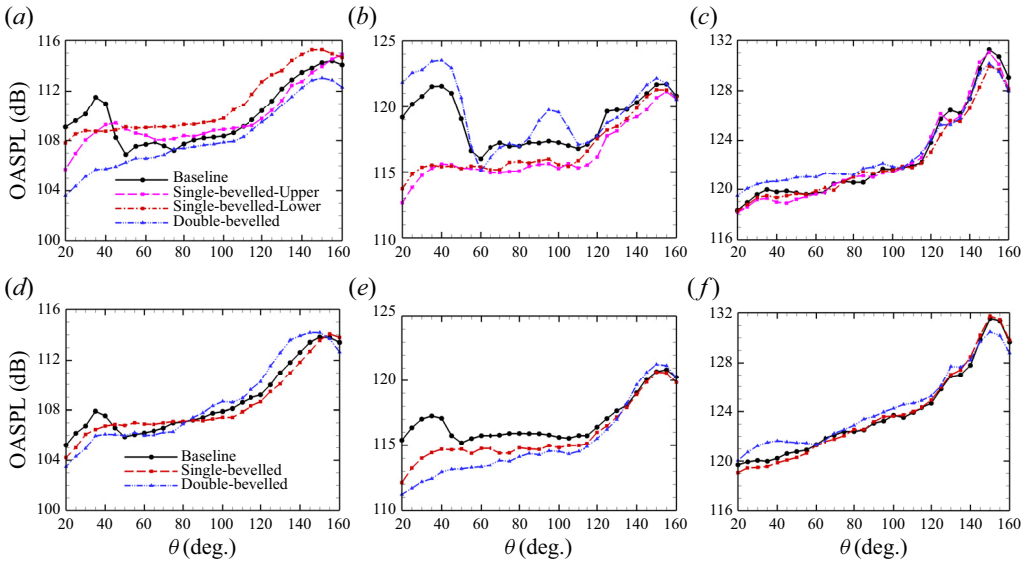 (a)
(b)
(c)
116
112
108
104
100
OASPL (dB)
Baseline
Single-bevelled-Upper
Single-bevelled-Lower
Double-bevelled
20 40 60 80 100 120 140 160
125
120
115
110
20 40 60 80 100 120 140 160
132
128
124
120
116
20 40 60 80 100 120 140 160
(d)
(e)
(f)
116
112
108
104
100
OASPL (dB)
Baseline
Single-bevelled
Double-bevelled
20 40 60 80 100 120 140 160
θ (deg.)
125
120
115
110
20 40 60 80 100 120 140 160
θ (deg.)
132
128
124
120
116
20 40 60 80 100 120 140 160
θ (deg.)